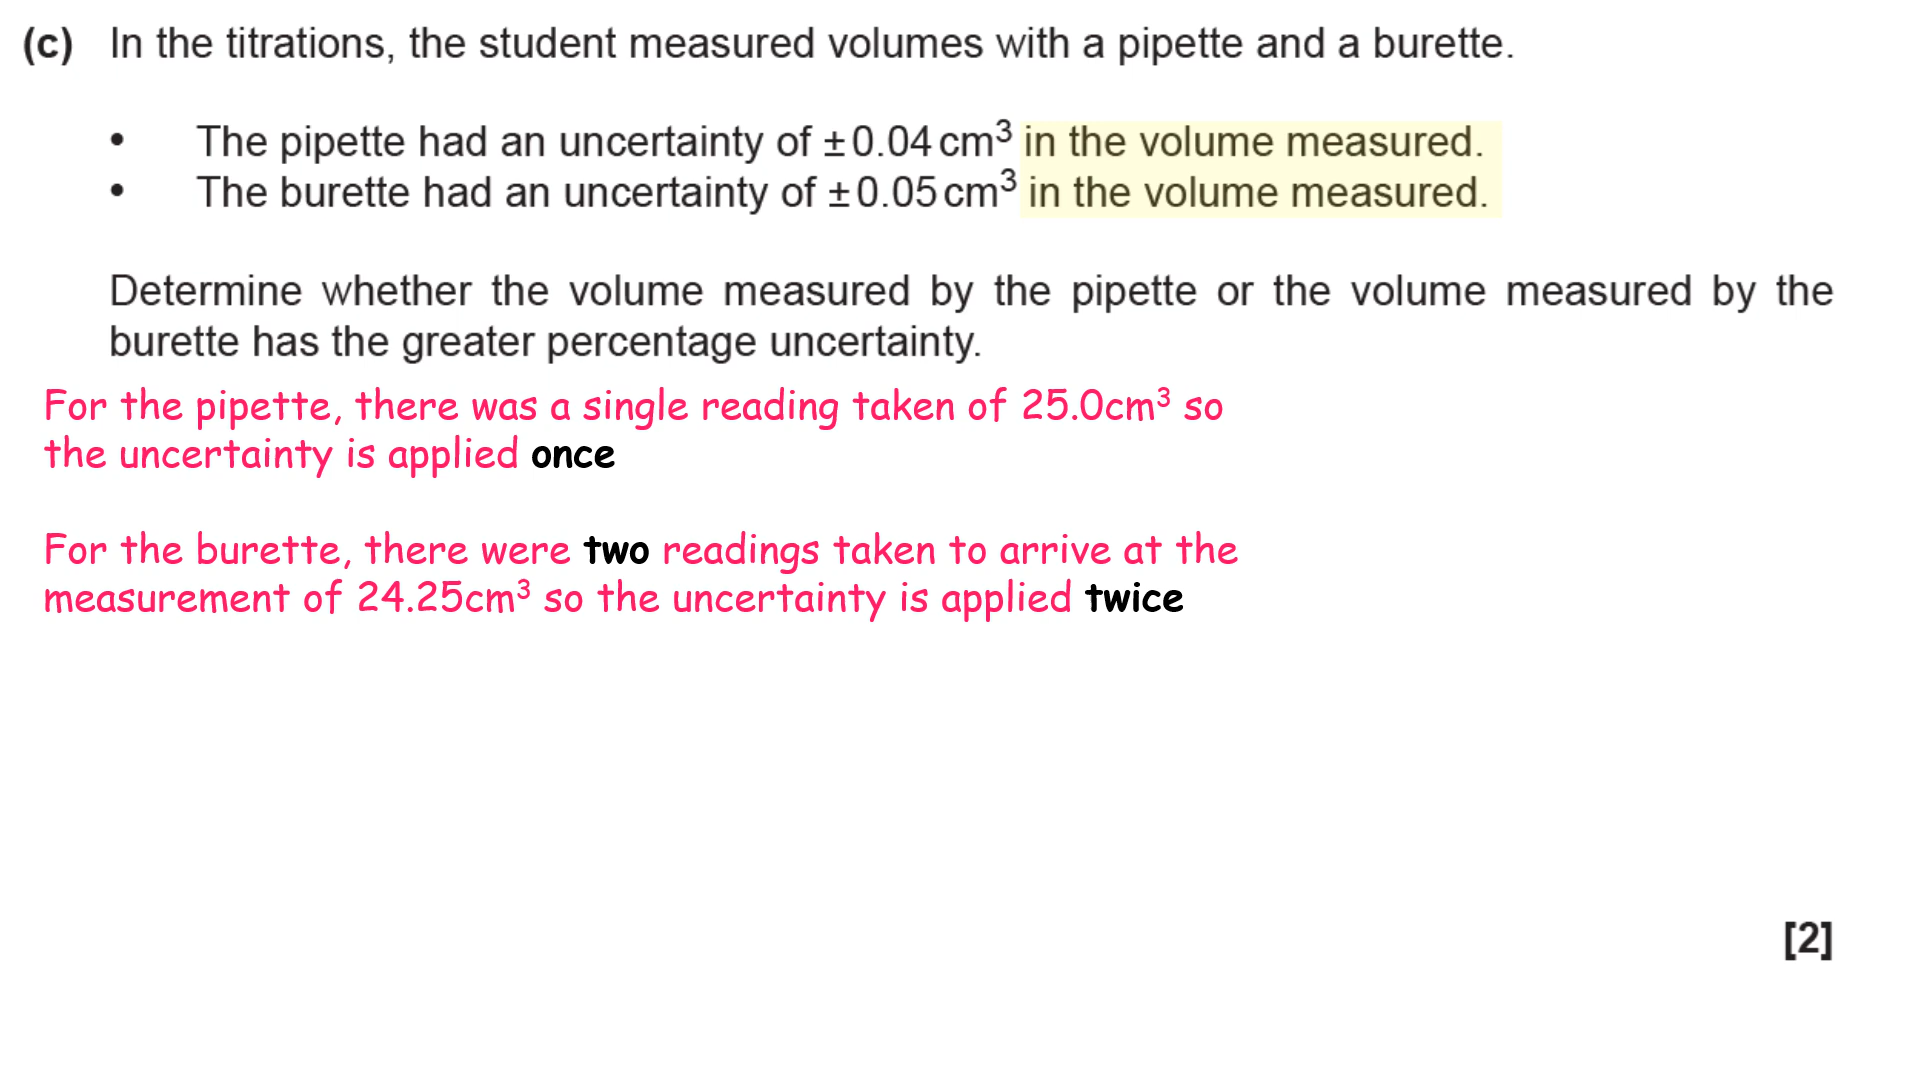 (c) In the titrations, the student measured volumes with a pipette and a burette.
• The pipette had an uncertainty of ±0.04 cm³ in the volume measured.
• The burette had an uncertainty of ±0.05 cm³ in the volume measured.
Determine whether the volume measured by the pipette or the volume measured by the
burette has the greater percentage uncertainty.
For the pipette, there was a single reading taken of 25.0cm³ so
the uncertainty is applied once
For the burette, there were two readings taken to arrive at the
measurement of 24.25cm³ so the uncertainty is applied twice
[2]